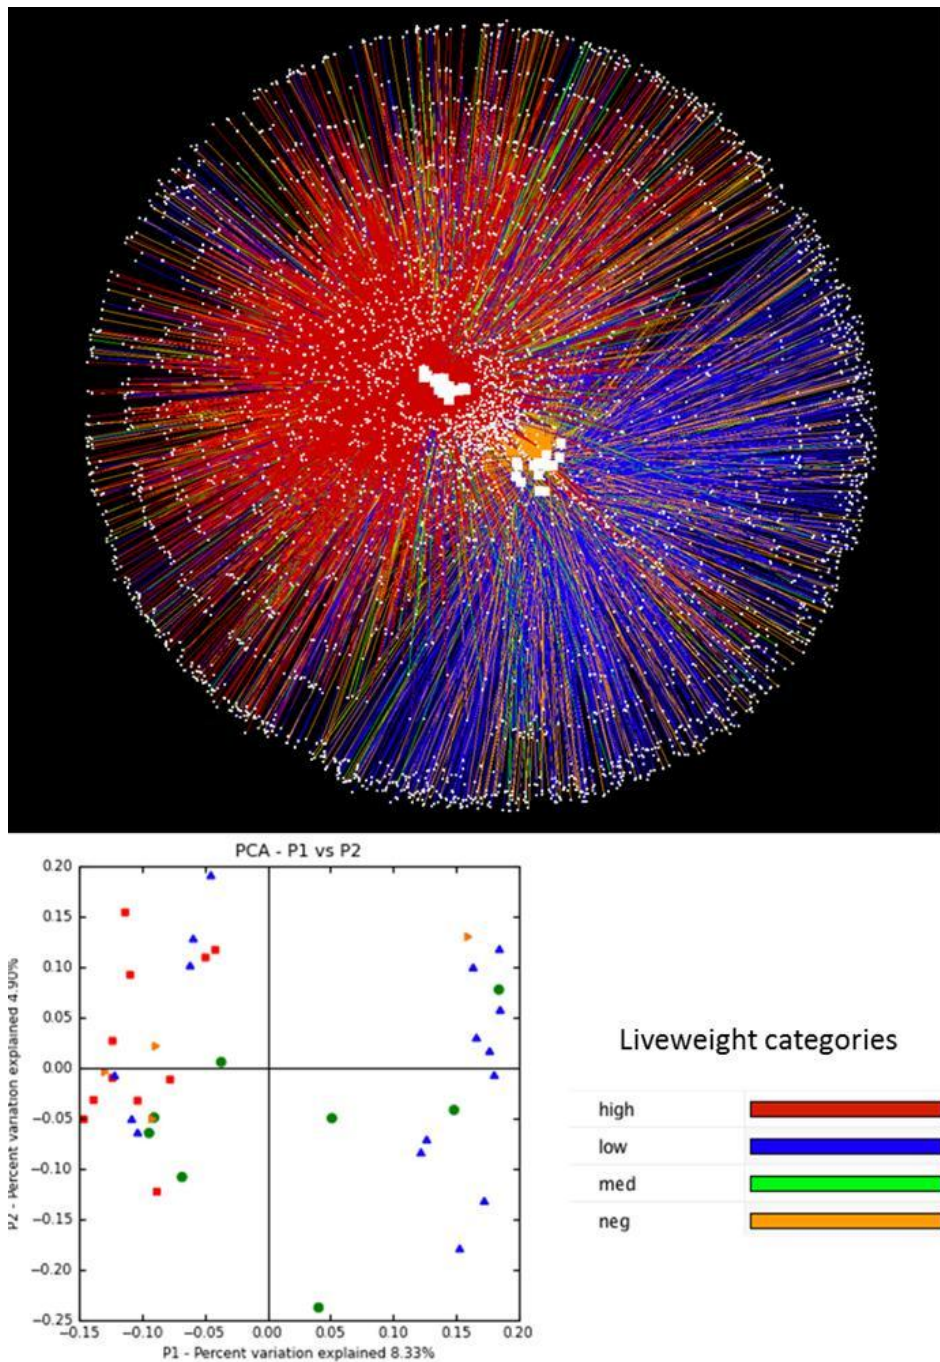 PCA - P1 vs P2
0.20
0.15
0.10
0.05
0.00
−0.05
−0.10
−0.15
−0.20
−0.25
P2 - Percent variation explained 4.90%
−0.15
−0.10
−0.05
0.00
0.05
0.10
0.15
0.20
P1 - Percent variation explained 8.33%
Liveweight categories
high
low
med
neg